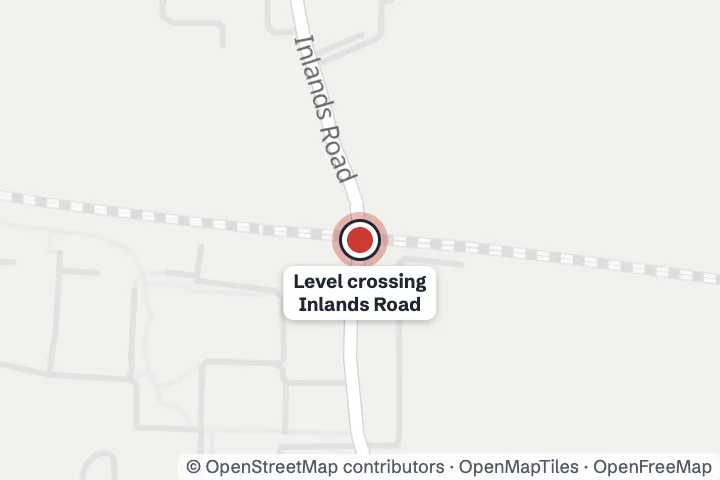 Inlands Road
Level crossing
Inlands Road
© OpenStreetMap contributors · OpenMapTiles · OpenFreeMap